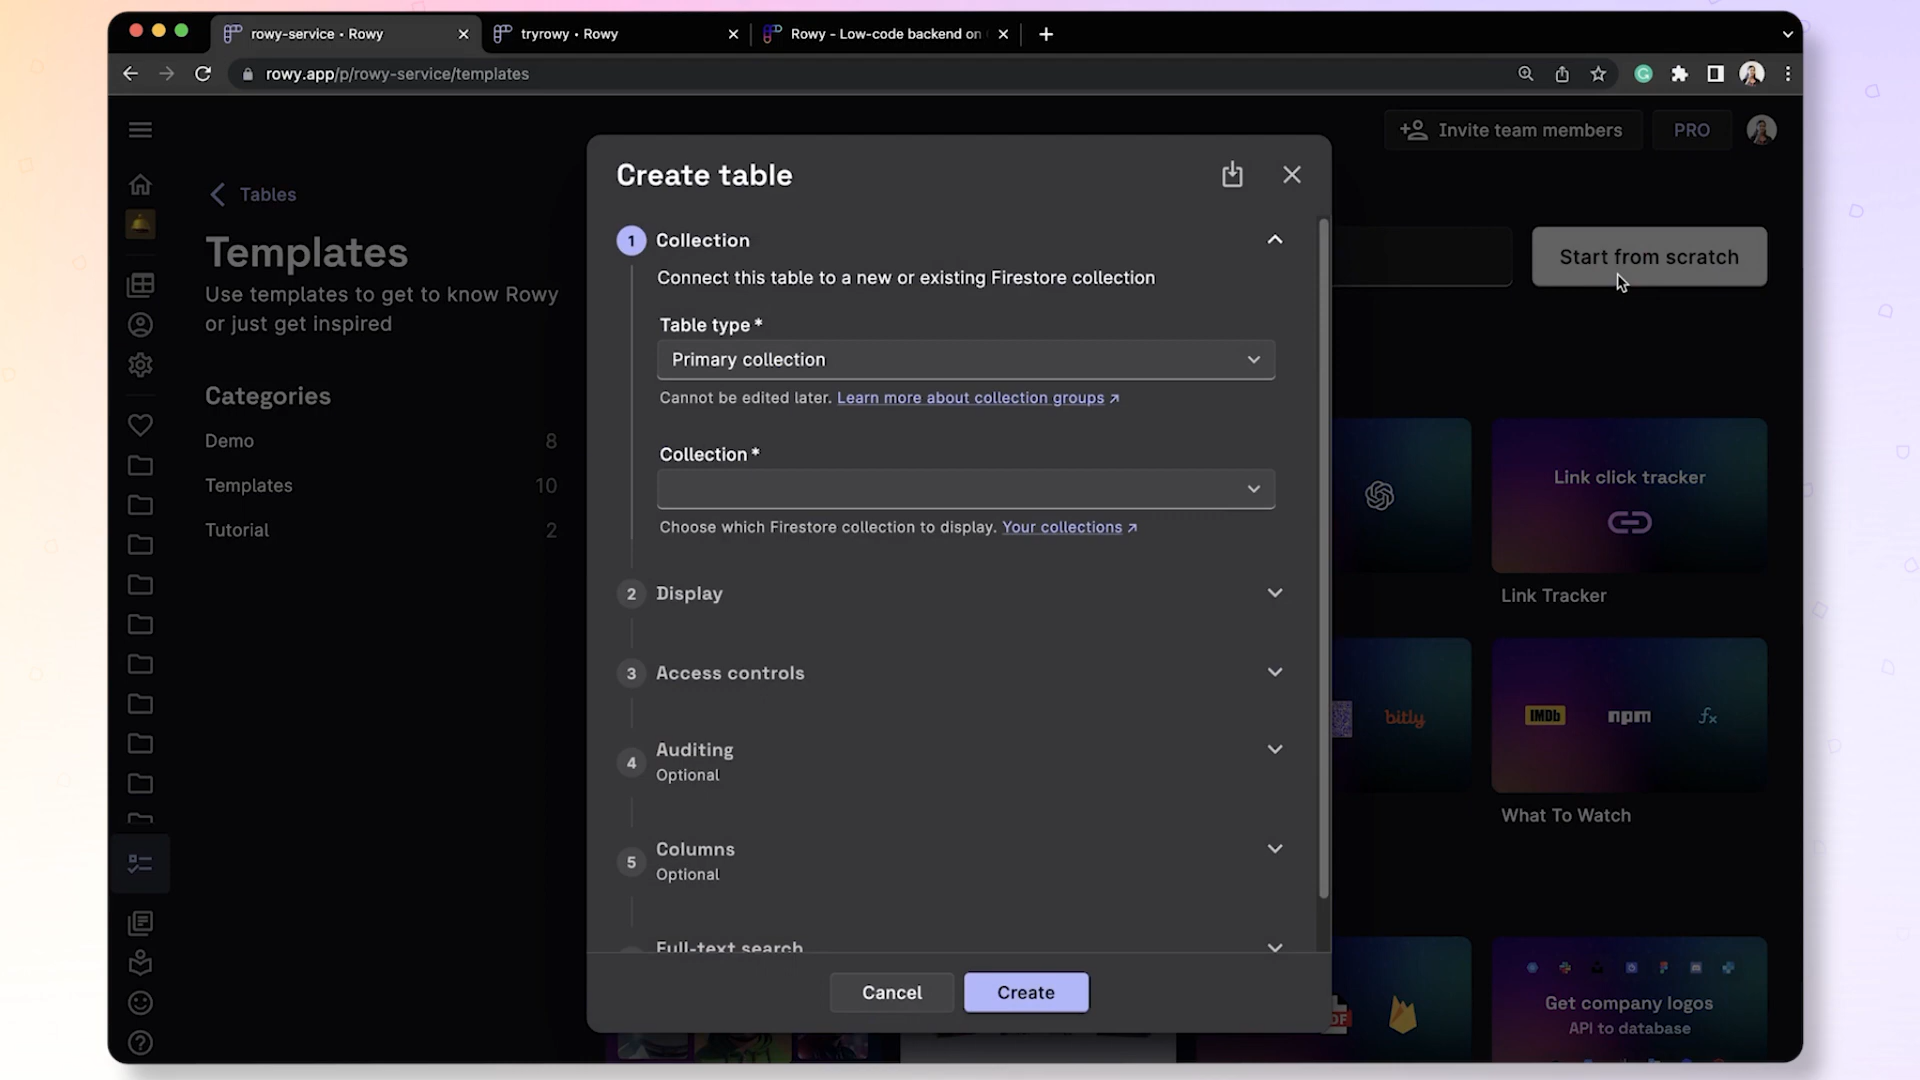 rowy-service • Rowy
tryrowy • Rowy
Rowy - Low-code backend on
rowy.app/p/rowy-service/templates
Invite team members
PRO
Tables
Templates
Use templates to get to know Rowy
or just get inspired
Categories
Demo 8
Templates 10
Tutorial 2
Create table
1 Collection
Connect this table to a new or existing Firestore collection
Table type *
Primary collection
Cannot be edited later. Learn more about collection groups
Collection *
Choose which Firestore collection to display. Your collections
2 Display
3 Access controls
4 Auditing
Optional
5 Columns
Optional
Full-text search
Cancel
Create
Start from scratch
Link click tracker
Link Tracker
bitly
IMDb
npm
fx
What To Watch
Get company logos
API to database